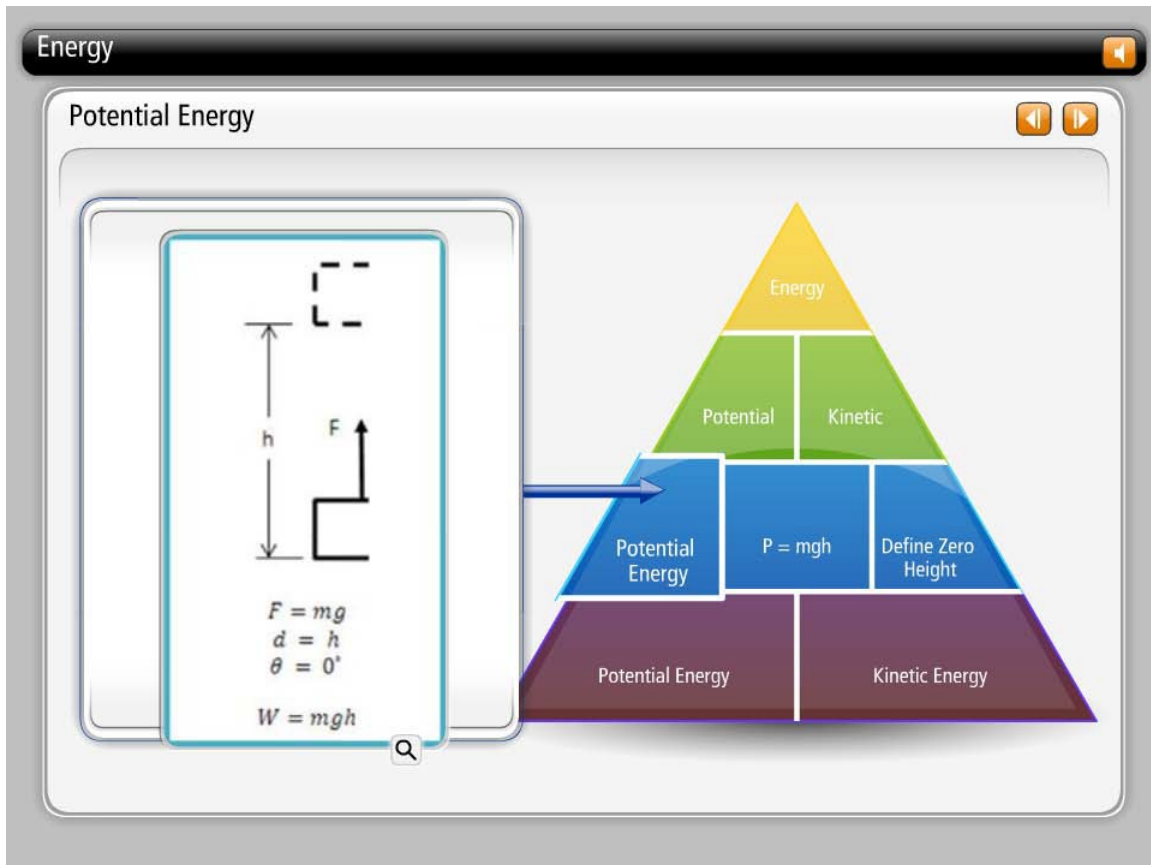 Energy
Potential Energy
h
F
F = mg
d = h
θ = 0°
W = mgh
Energy
Potential
Kinetic
Potential
Energy
P = mgh
Define Zero
Height
Potential Energy
Kinetic Energy